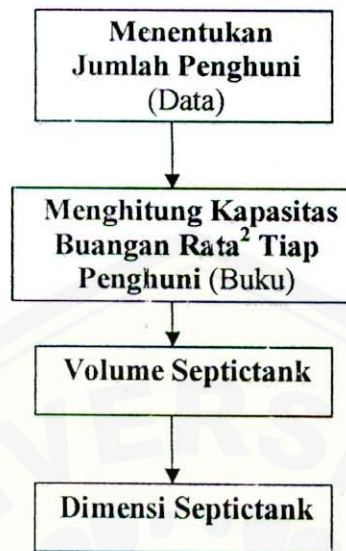 Menentukan
Jumlah Penghuni
(Data)
Menghitung Kapasitas
Buangan Rata² Tiap
Penghuni (Buku)
Volume Septictank
Dimensi Septictank